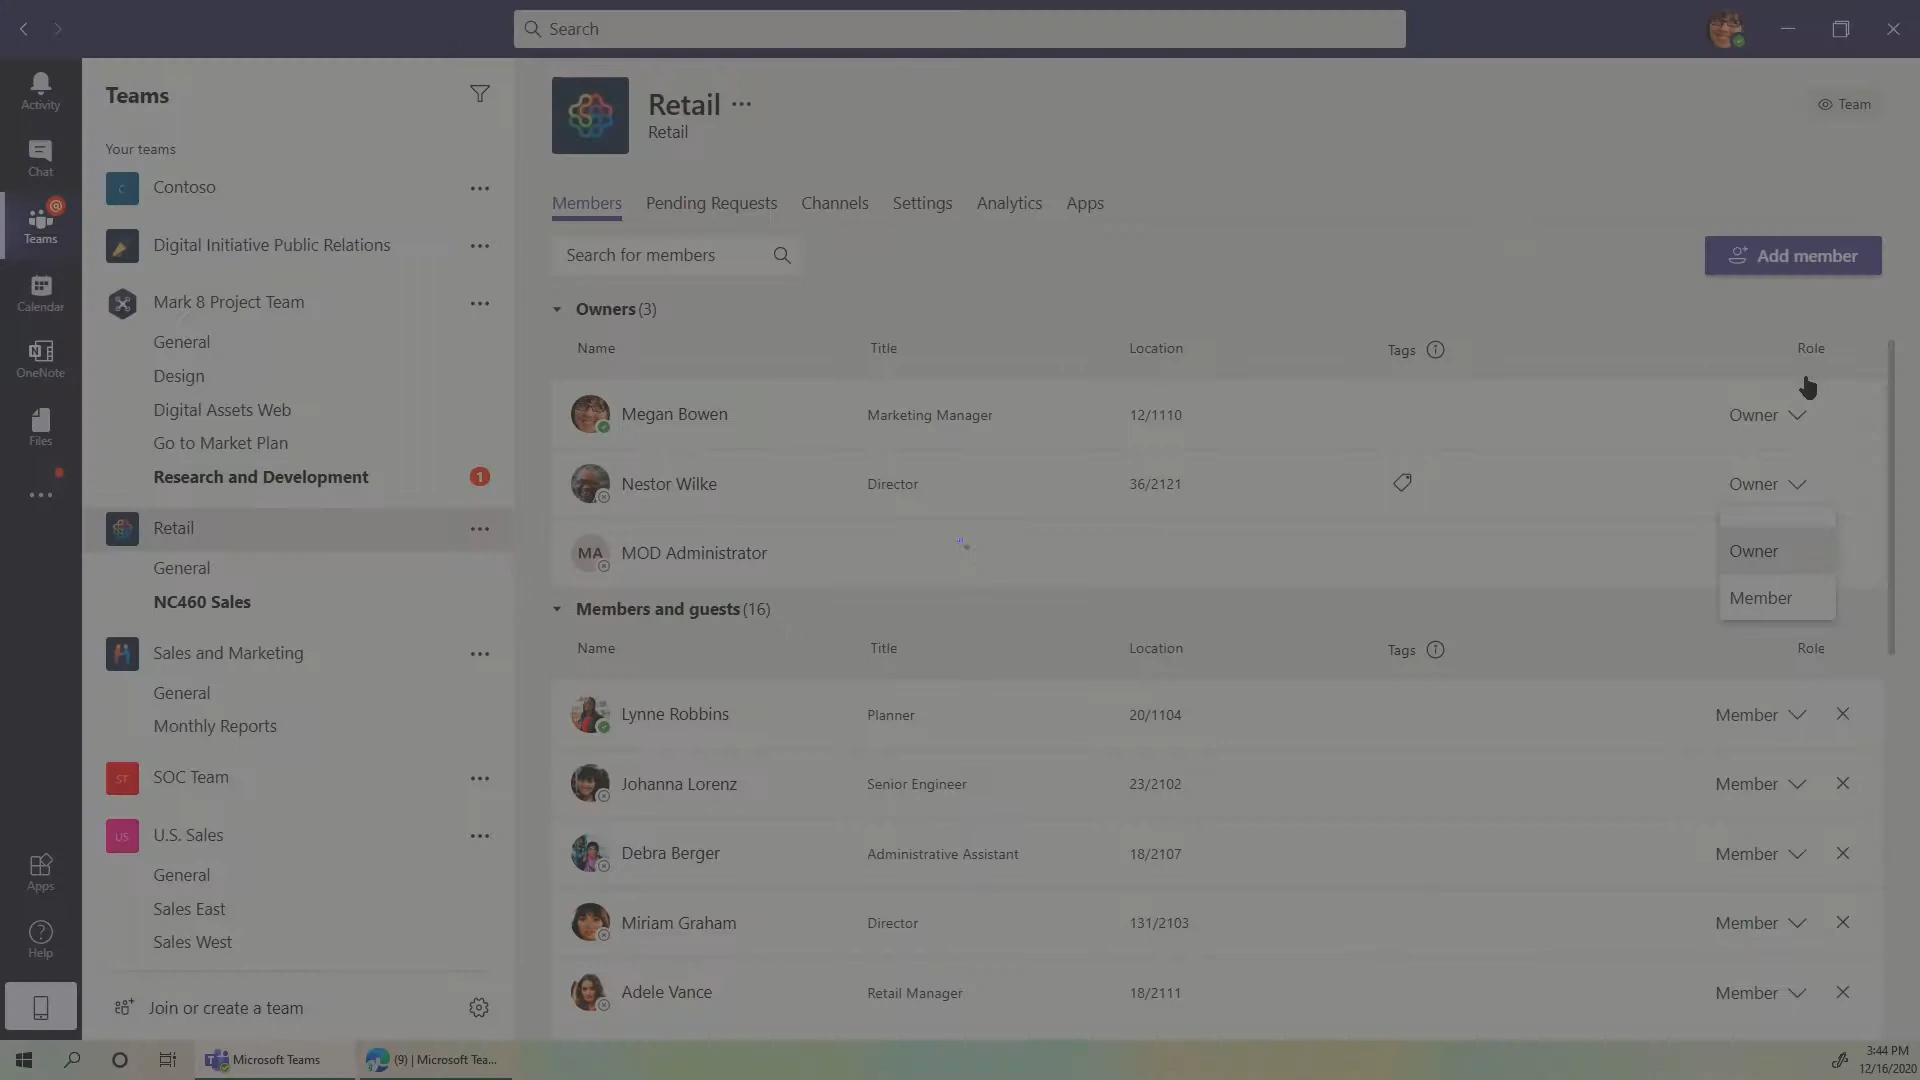 Search
Activity
Chat
Teams
Calendar
OneNote
Files
Apps
Help
Teams
Your teams
C Contoso
Digital Initiative Public Relations
Mark 8 Project Team
General
Design
Digital Assets Web
Go to Market Plan
Research and Development 1
Retail
General
NC460 Sales
Sales and Marketing
General
Monthly Reports
ST SOC Team
US U.S. Sales
General
Sales East
Sales West
Join or create a team
Retail
Retail
Team
Members Pending Requests Channels Settings Analytics Apps
Search for members
Add member
Owners (3)
Name Title Location Tags Role
Megan Bowen Marketing Manager 12/1110 Owner
Nestor Wilke Director 36/2121 Owner
MA MOD Administrator
Owner
Member
Members and guests (16)
Name Title Location Tags Role
Lynne Robbins Planner 20/1104 Member
Johanna Lorenz Senior Engineer 23/2102 Member
Debra Berger Administrative Assistant 18/2107 Member
Miriam Graham Director 131/2103 Member
Adele Vance Retail Manager 18/2111 Member
Microsoft Teams
(9) | Microsoft Tea...
3:44 PM
12/16/2020